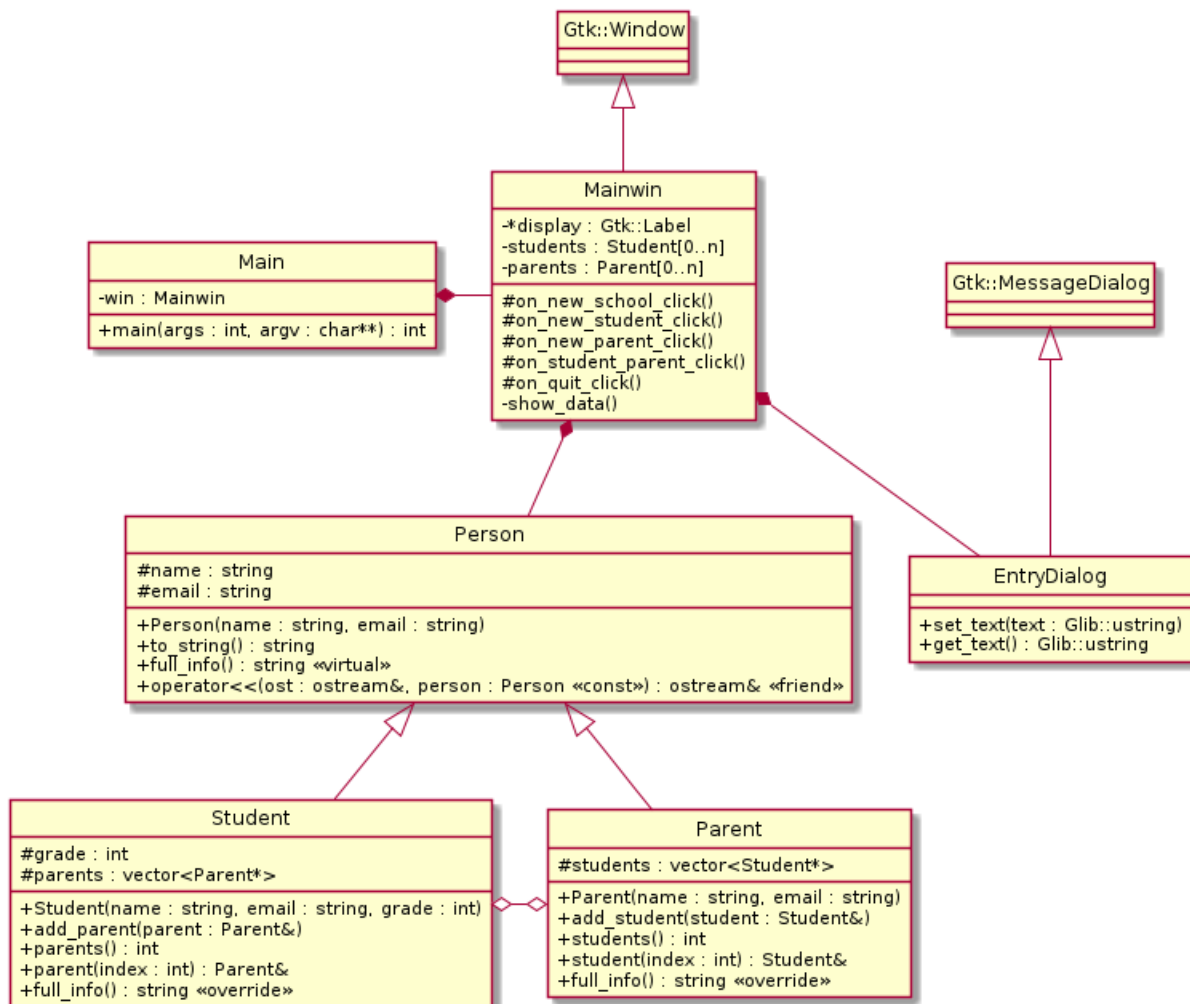 Gtk::Window
Mainwin
-*display : Gtk::Label
-students : Student[0..n]
-parents : Parent[0..n]
#on_new_school_click()
#on_new_student_click()
#on_new_parent_click()
#on_student_parent_click()
#on_quit_click()
-show_data()
Main
-win : Mainwin
+main(args : int, argv : char**) : int
Gtk::MessageDialog
Person
#name : string
#email : string
+Person(name : string, email : string)
+to_string() : string
+full_info() : string «virtual»
+operator<<(ost : ostream&, person : Person «const») : ostream& «friend»
EntryDialog
+set_text(text : Glib::ustring)
+get_text() : Glib::ustring
Student
#grade : int
#parents : vector<Parent*>
+Student(name : string, email : string, grade : int)
+add_parent(parent : Parent&)
+parents() : int
+parent(index : int) : Parent&
+full_info() : string «override»
Parent
#students : vector<Student*>
+Parent(name : string, email : string)
+add_student(student : Student&)
+students() : int
+student(index : int) : Student&
+full_info() : string «override»